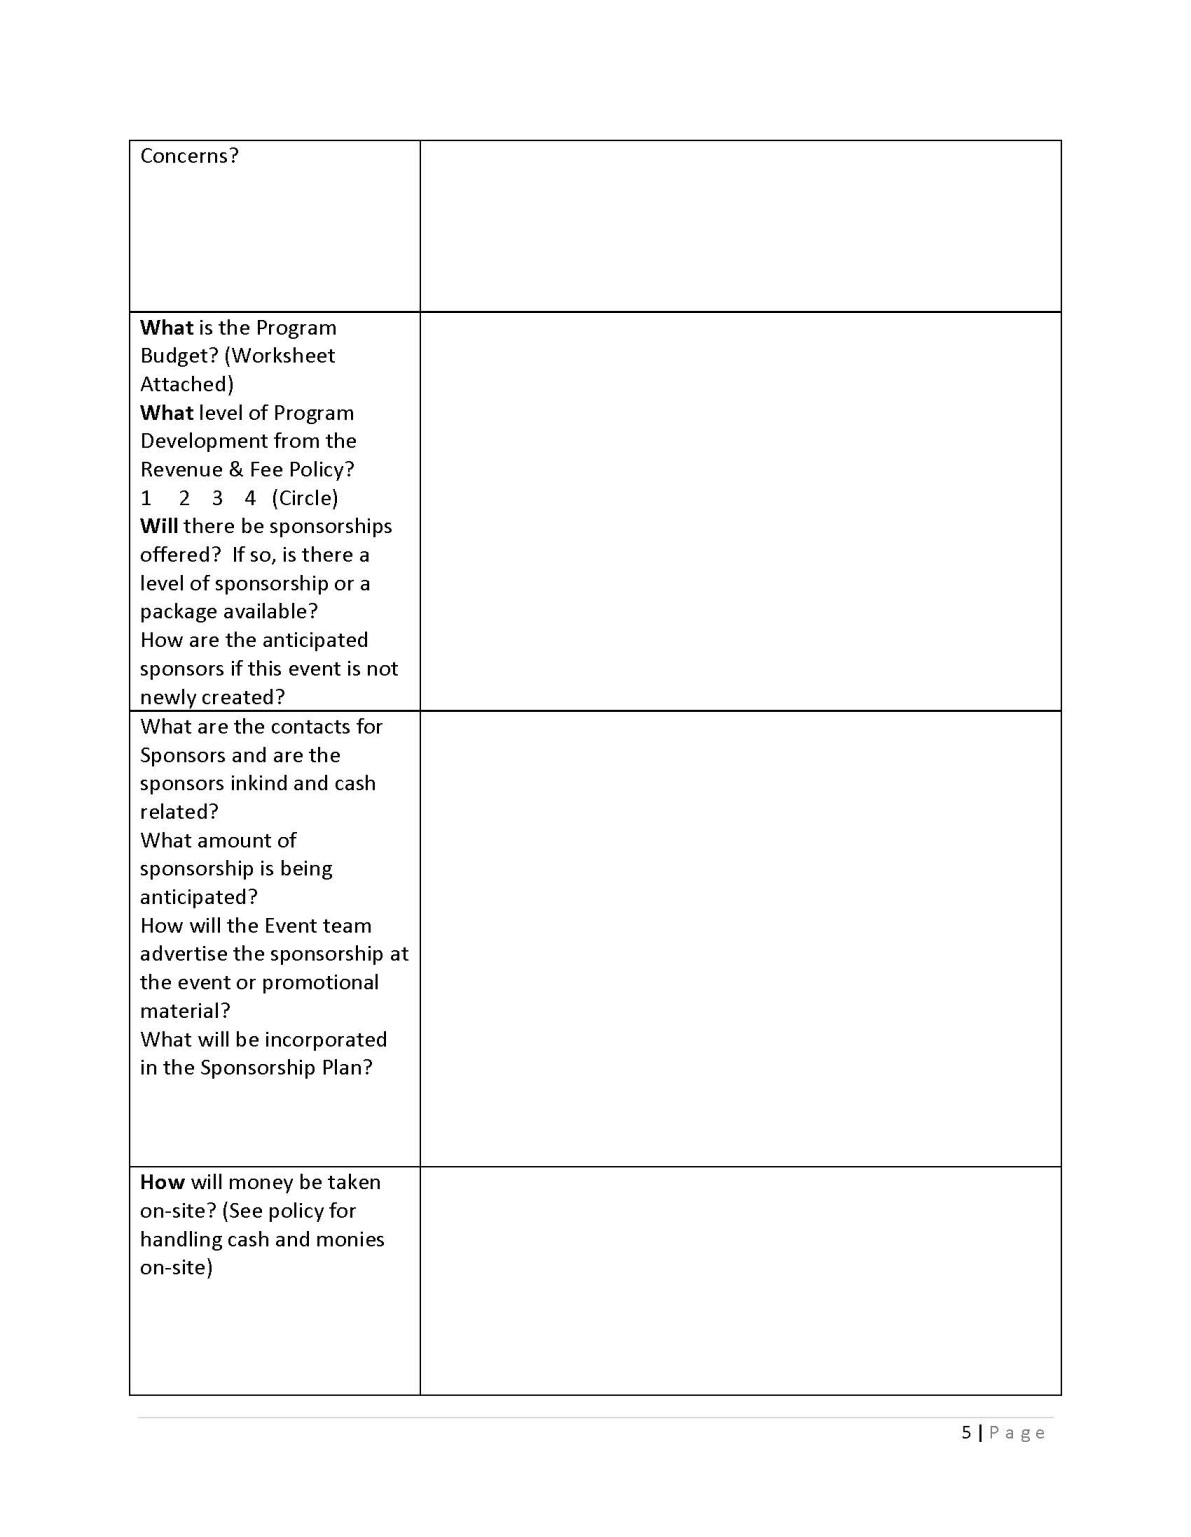 Concerns?
What is the Program
Budget? (Worksheet
Attached)
What level of Program
Development from the
Revenue & Fee Policy?
1 2 3 4 (Circle)
Will there be sponsorships
offered? If so, is there a
level of sponsorship or a
package available?
How are the anticipated
sponsors if this event is not
newly created?
What are the contacts for
Sponsors and are the
sponsors inkind and cash
related?
What amount of
sponsorship is being
anticipated?
How will the Event team
advertise the sponsorship at
the event or promotional
material?
What will be incorporated
in the Sponsorship Plan?
How will money be taken
on-site? (See policy for
handling cash and monies
on-site)
5 | Page